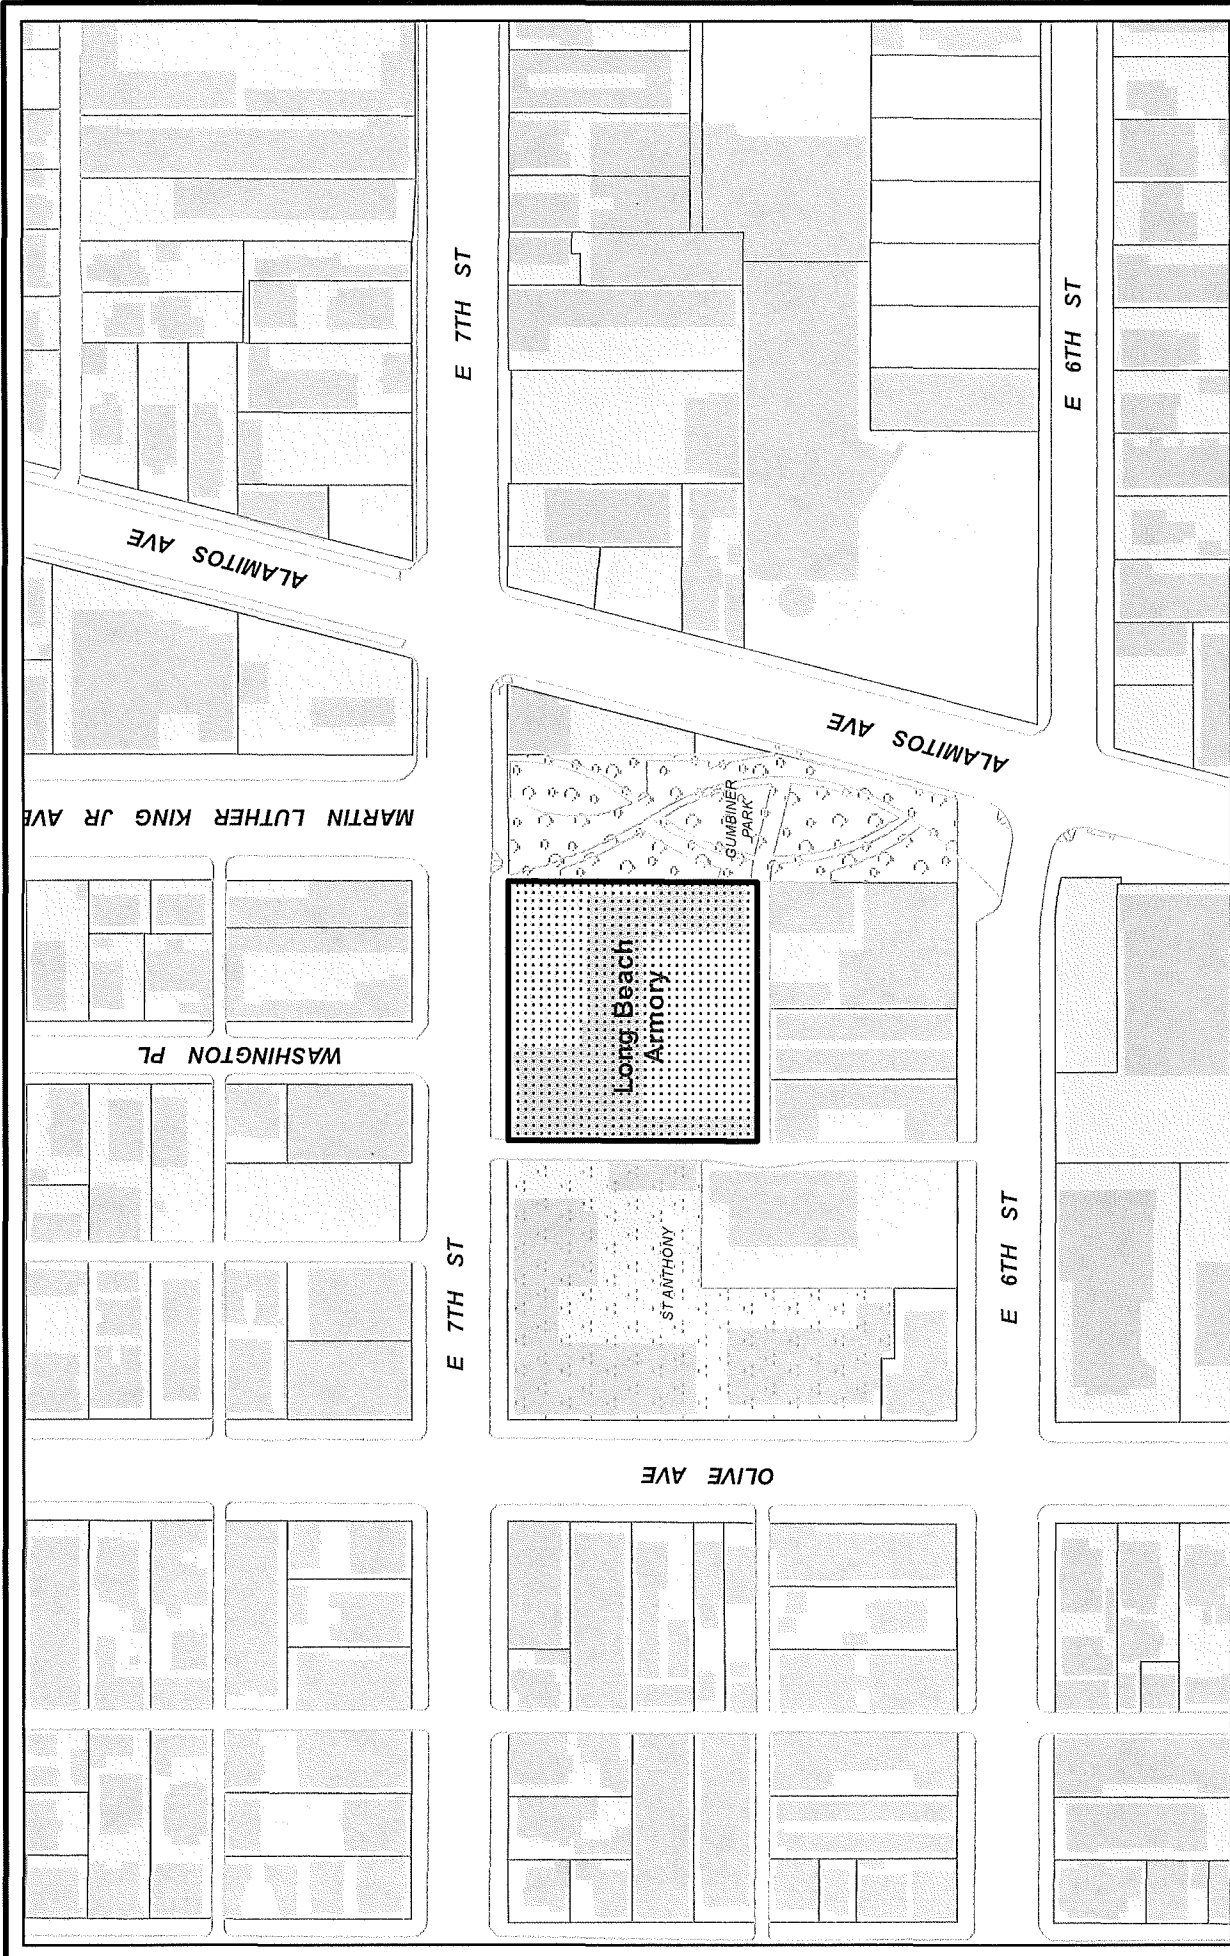 E 7TH ST
E 6TH ST
ALAMITOS AVE
ALAMITOS AVE
MARTIN LUTHER KING JR AVE
GUMBINER
PARK
Long Beach
Armory
WASHINGTON PL
E 7TH ST
ST ANTHONY
E 6TH ST
OLIVE AVE